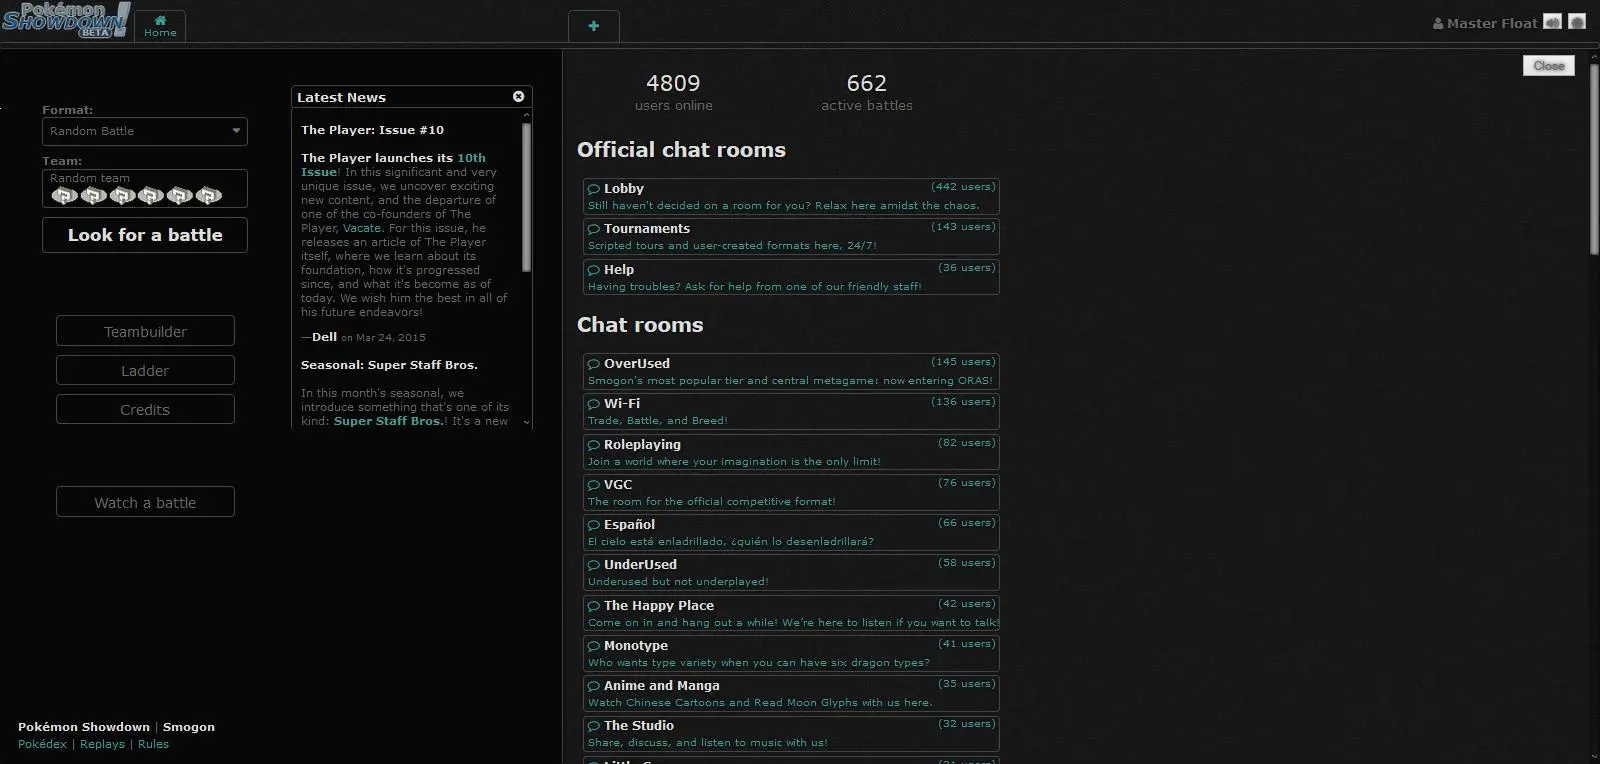 Pokémon
SHOWDOWN!
BETA
Home
Master Float
Format:
Random Battle
Team:
Random team
Look for a battle
Teambuilder
Ladder
Credits
Watch a battle
Pokémon Showdown | Smogon
Pokédex | Replays | Rules
Latest News
The Player: Issue #10
The Player launches its 10th
Issue! In this significant and very
unique issue, we uncover exciting
new content, and the departure of
one of the co-founders of The
Player, Vacate. For this issue, he
releases an article of The Player
itself, where we learn about its
foundation, how it's progressed
since, and what it's become as of
today. We wish him the best in all of
his future endeavors!
—Dell on Mar 24, 2015
Seasonal: Super Staff Bros.
In this month's seasonal, we
introduce something that's one of its
kind: Super Staff Bros.! It's a new
Close
4809
users online
662
active battles
Official chat rooms
Lobby (442 users)
Still haven't decided on a room for you? Relax here amidst the chaos.
Tournaments (143 users)
Scripted tours and user-created formats here, 24/7!
Help (36 users)
Having troubles? Ask for help from one of our friendly staff!
Chat rooms
OverUsed (145 users)
Smogon's most popular tier and central metagame: now entering ORAS!
Wi-Fi (136 users)
Trade, Battle, and Breed!
Roleplaying (82 users)
Join a world where your imagination is the only limit!
VGC (76 users)
The room for the official competitive format!
Español (66 users)
El cielo está enladrillado, ¿quién lo desenladrillará?
UnderUsed (58 users)
Underused but not underplayed!
The Happy Place (42 users)
Come on in and hang out a while! We're here to listen if you want to talk!
Monotype (41 users)
Who wants type variety when you can have six dragon types?
Anime and Manga (35 users)
Watch Chinese Cartoons and Read Moon Glyphs with us here.
The Studio (32 users)
Share, discuss, and listen to music with us!